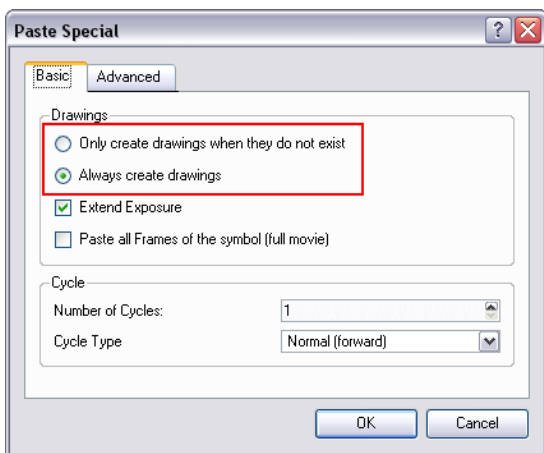 Paste Special
Basic Advanced
Drawings
Only create drawings when they do not exist
Always create drawings
Extend Exposure
Paste all Frames of the symbol (full movie)
Cycle
Number of Cycles: 1
Cycle Type Normal (forward)
OK Cancel